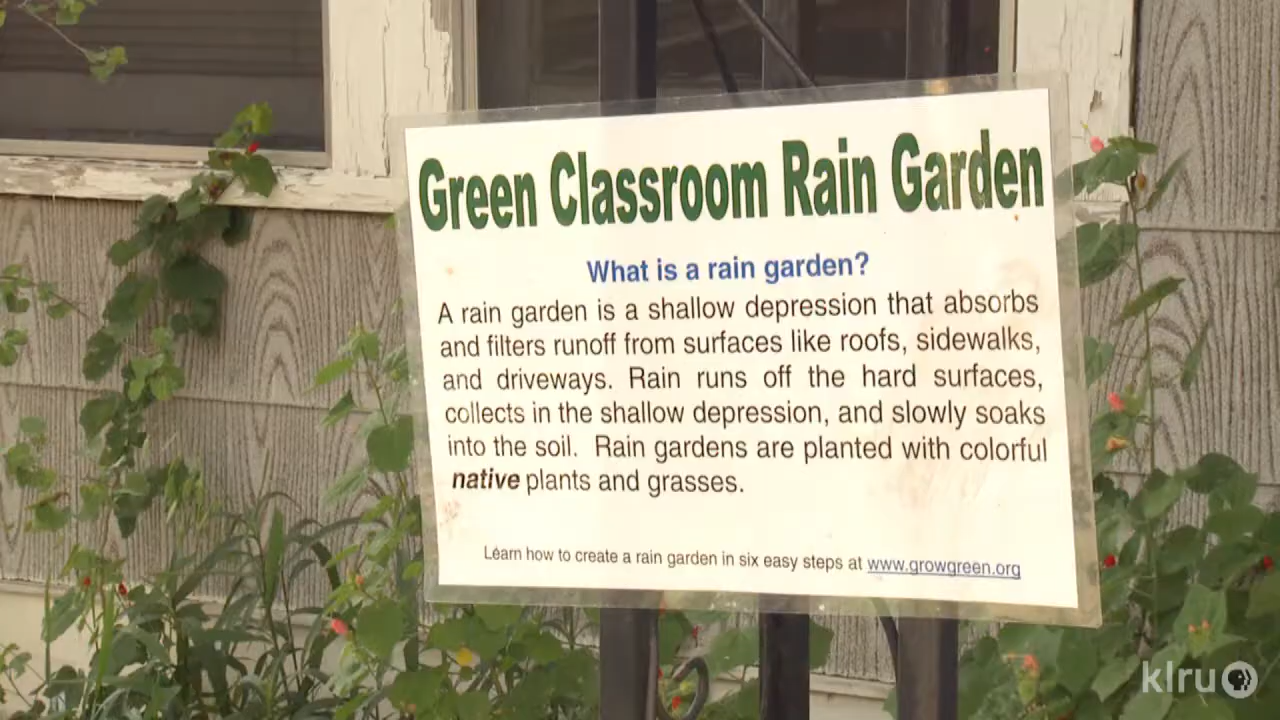 Green Classroom Rain Garden
What is a rain garden?
A rain garden is a shallow depression that absorbs
and filters runoff from surfaces like roofs, sidewalks,
and driveways. Rain runs off the hard surfaces,
collects in the shallow depression, and slowly soaks
into the soil. Rain gardens are planted with colorful
native plants and grasses.
Learn how to create a rain garden in six easy steps at www.growgreen.org
klru